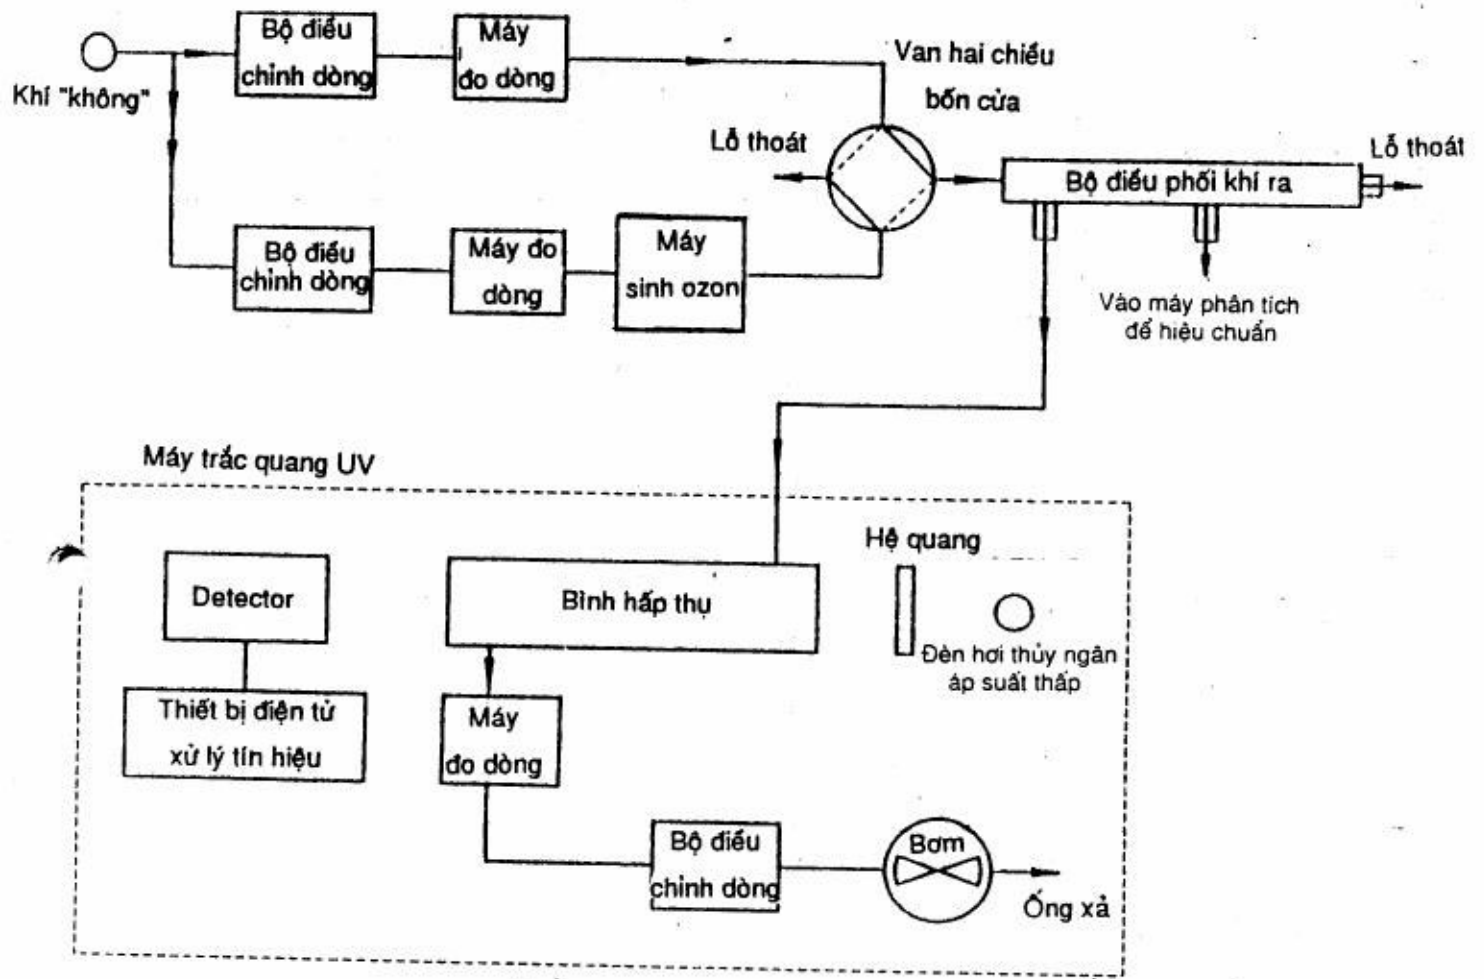 Bộ điều
chỉnh dòng
Máy
đo dòng
Khí "không"
Van hai chiều
bốn cửa
Lỗ thoát
Lỗ thoát
Bộ điều phối khí ra
Bộ điều
chỉnh dòng
Máy đo
dòng
Máy
sinh ozon
Vào máy phân tích
để hiệu chuẩn
Máy trắc quang UV
Hệ quang
Detector
Bình hấp thụ
Đèn hơi thủy ngân
áp suất thấp
Thiết bị điện tử
xử lý tín hiệu
Máy
đo dòng
Bộ điều
chỉnh dòng
Bơm
Ống xả